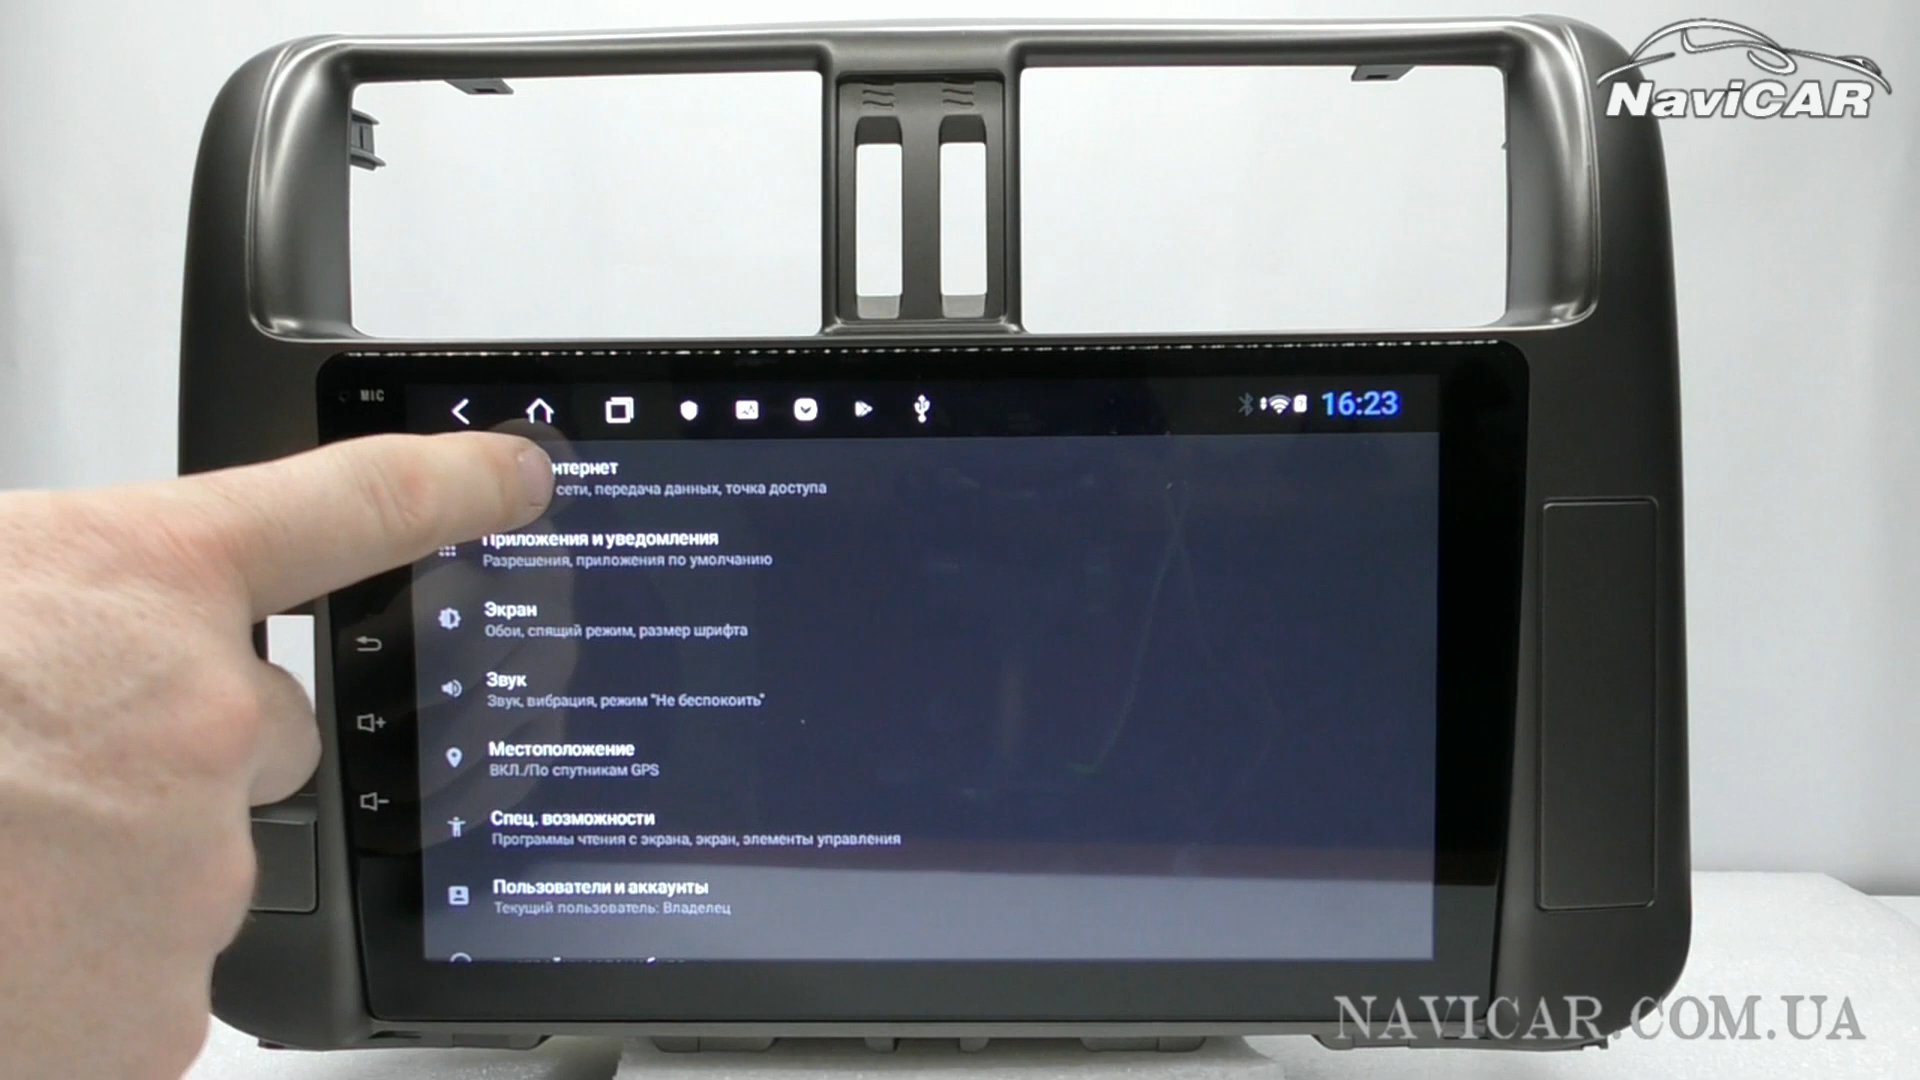 NaviCAR
MIC
16:23
нтернет
сети, передача данных, точка доступа
Приложения и уведомления
Разрешения, приложения по умолчанию
Экран
Обои, спящий режим, размер шрифта
Звук
Звук, вибрация, режим "Не беспокоить"
Местоположение
ВКЛ./По спутникам GPS
Спец. возможности
Программы чтения с экрана, экран, элементы управления
Пользователи и аккаунты
Текущий пользователь: Владелец
NAVICAR.COM.UA